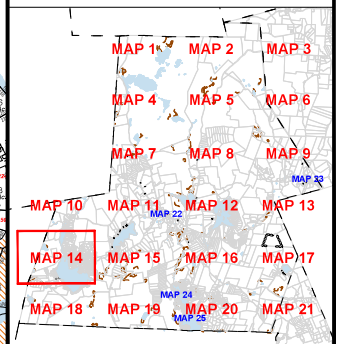 MAP 1 MAP 2 MAP 3
MAP 4 MAP 5 MAP 6
MAP 7 MAP 8 MAP 9
MAP 23
MAP 10 MAP 11 MAP 12 MAP 13
MAP 22
MAP 14 MAP 15 MAP 16 MAP 17
MAP 24
MAP 18 MAP 19 MAP 20 MAP 21
MAP 25